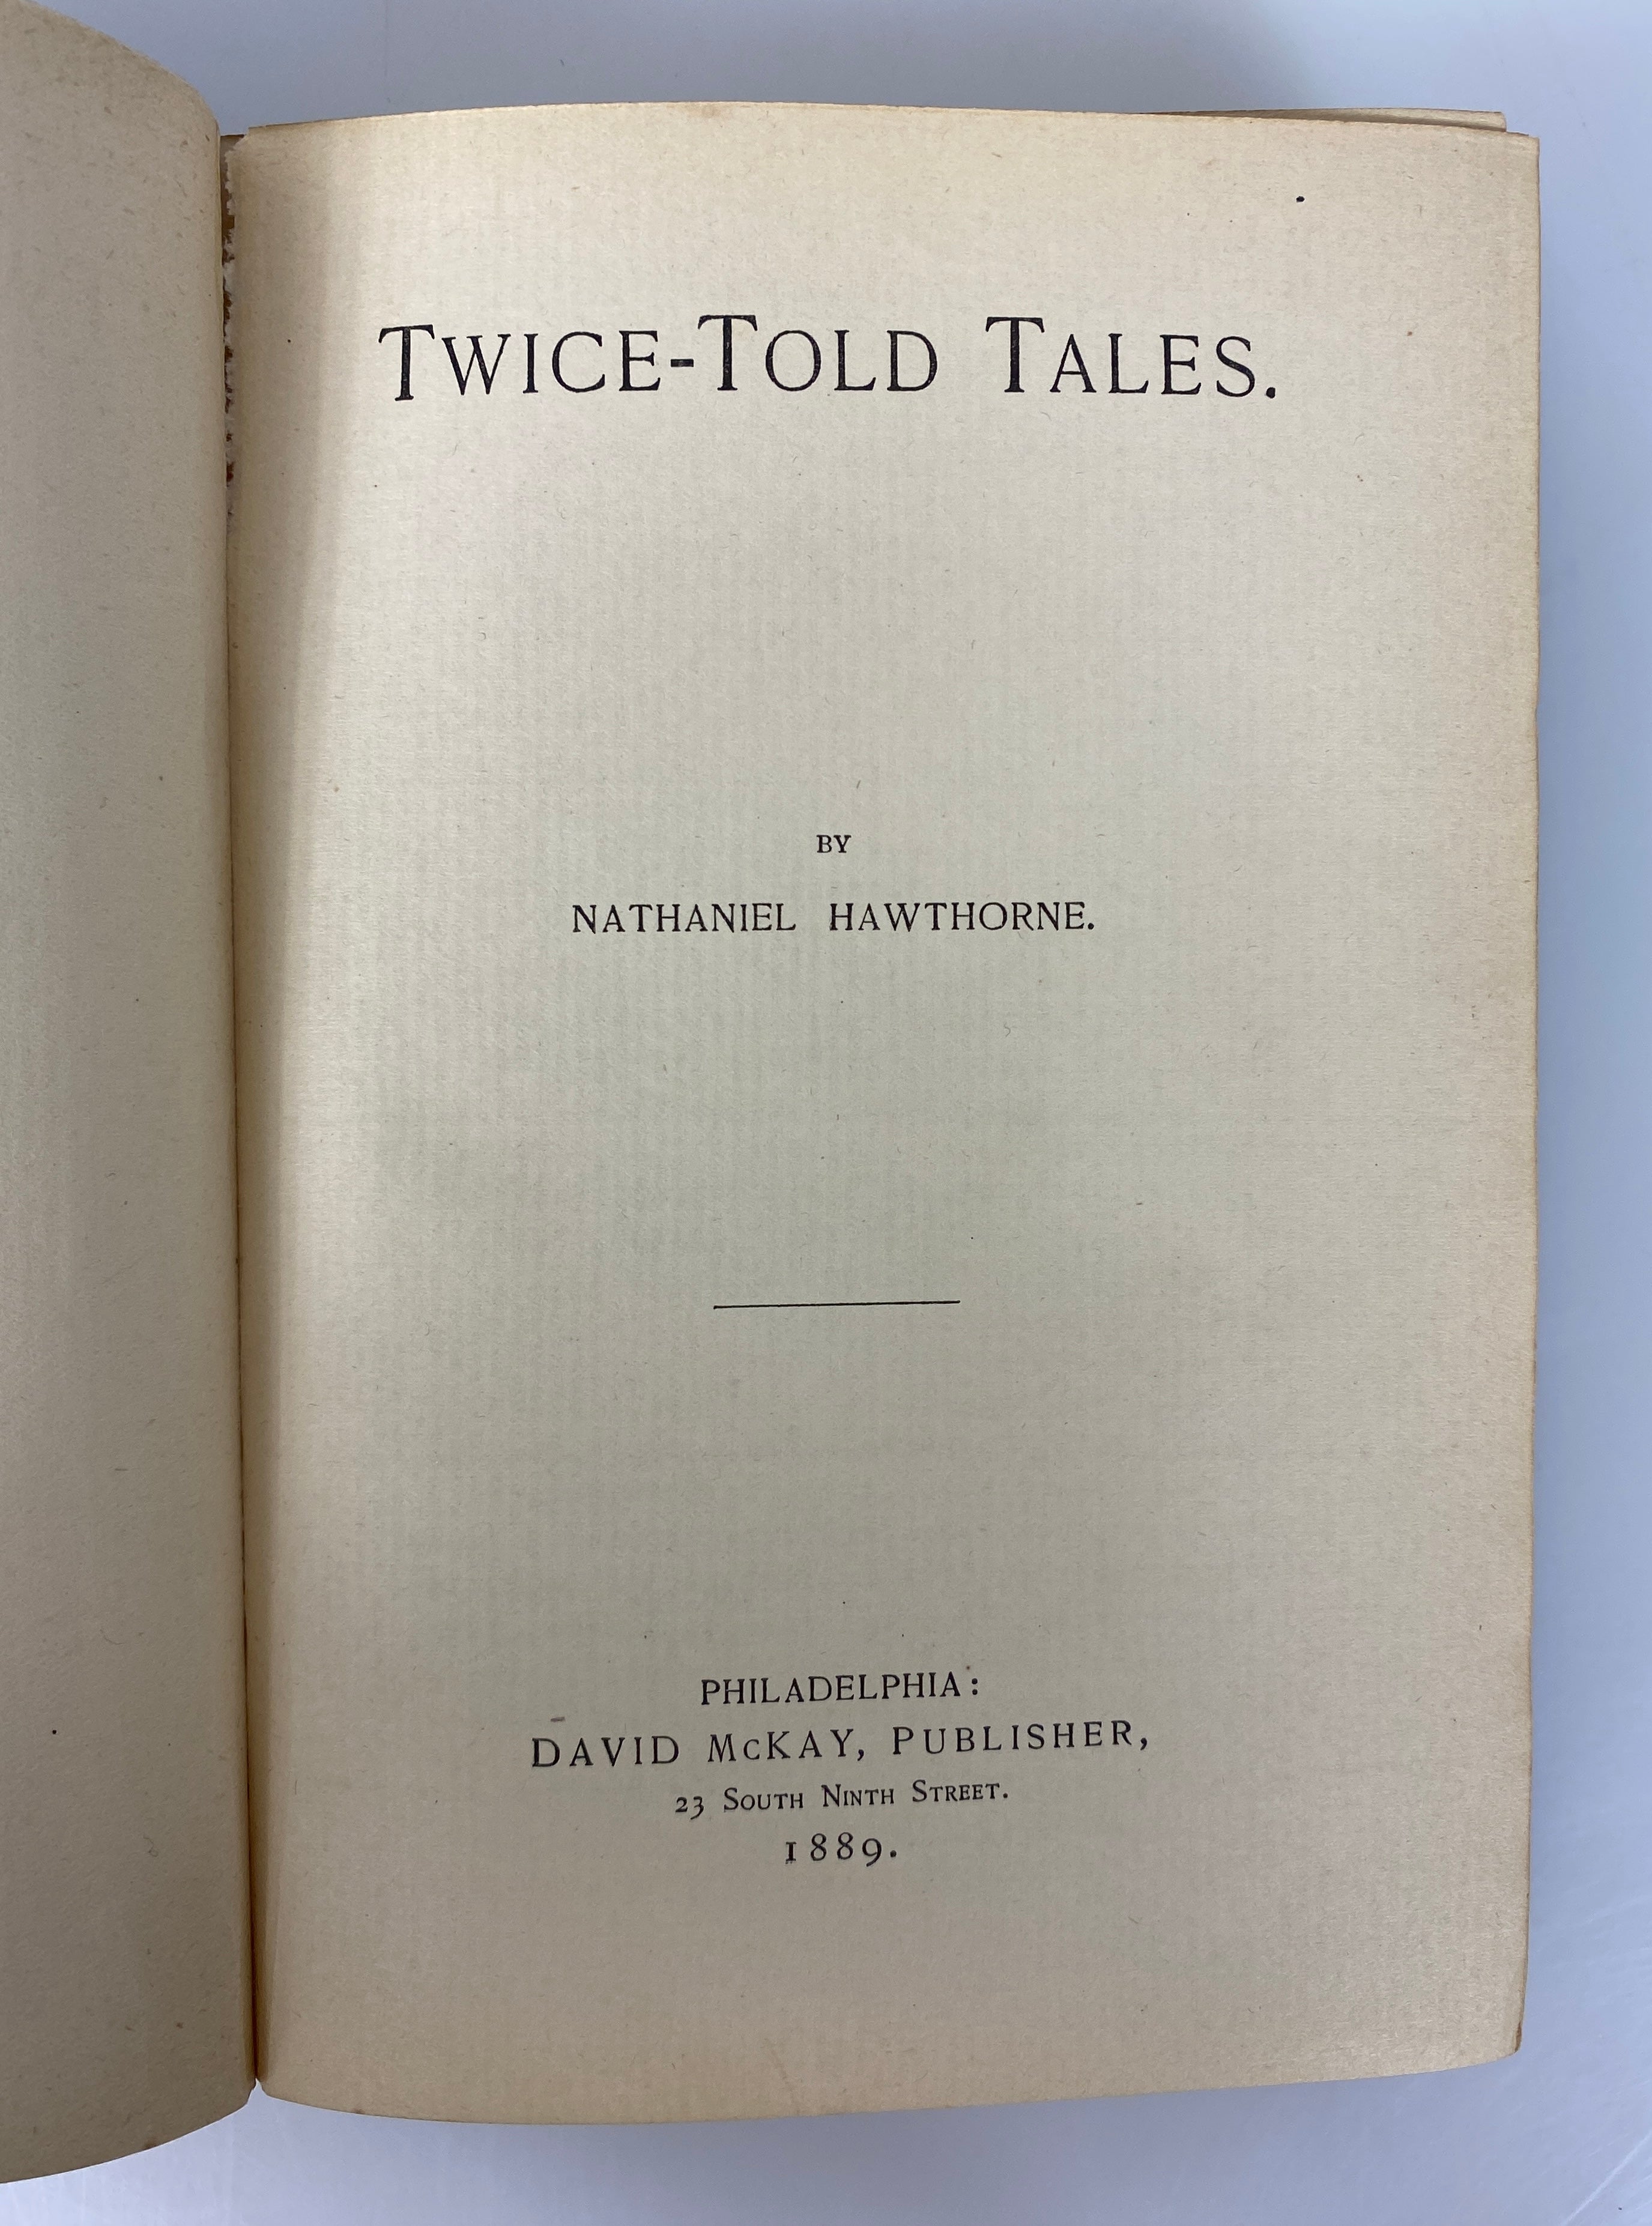 TWICE-TOLD TALES.
BY
NATHANIEL HAWTHORNE.
PHILADELPHIA:
DAVID McKAY, PUBLISHER,
23 SOUTH NINTH STREET.
1889.